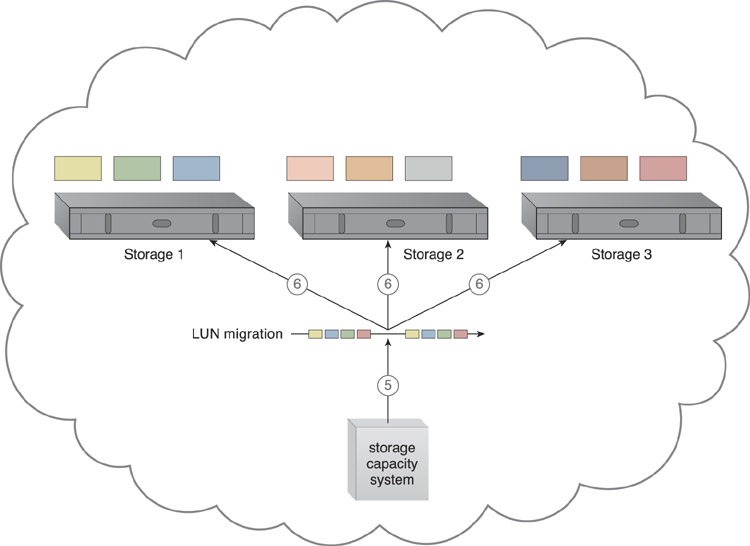 Storage 1
Storage 2
Storage 3
6
6
6
LUN migration
5
storage
capacity
system